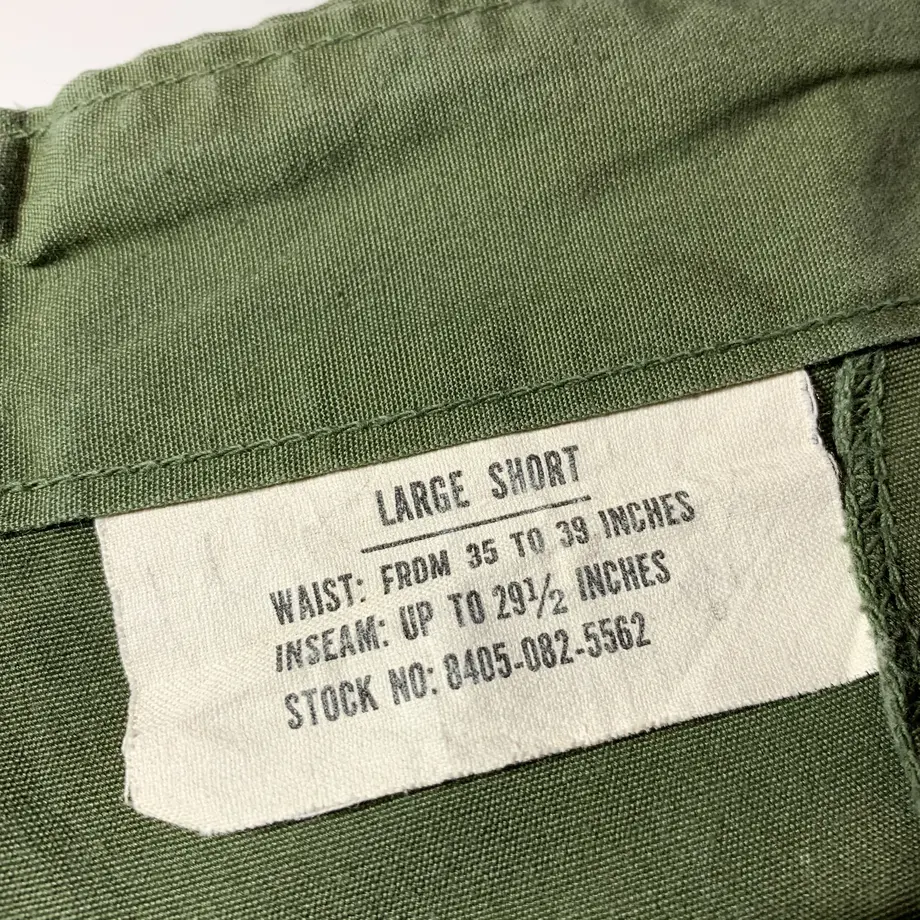 LARGE SHORT
WAIST: FROM 35 TO 39 INCHES
INSEAM: UP TO 29½ INCHES
STOCK NO: 8405-082-5562